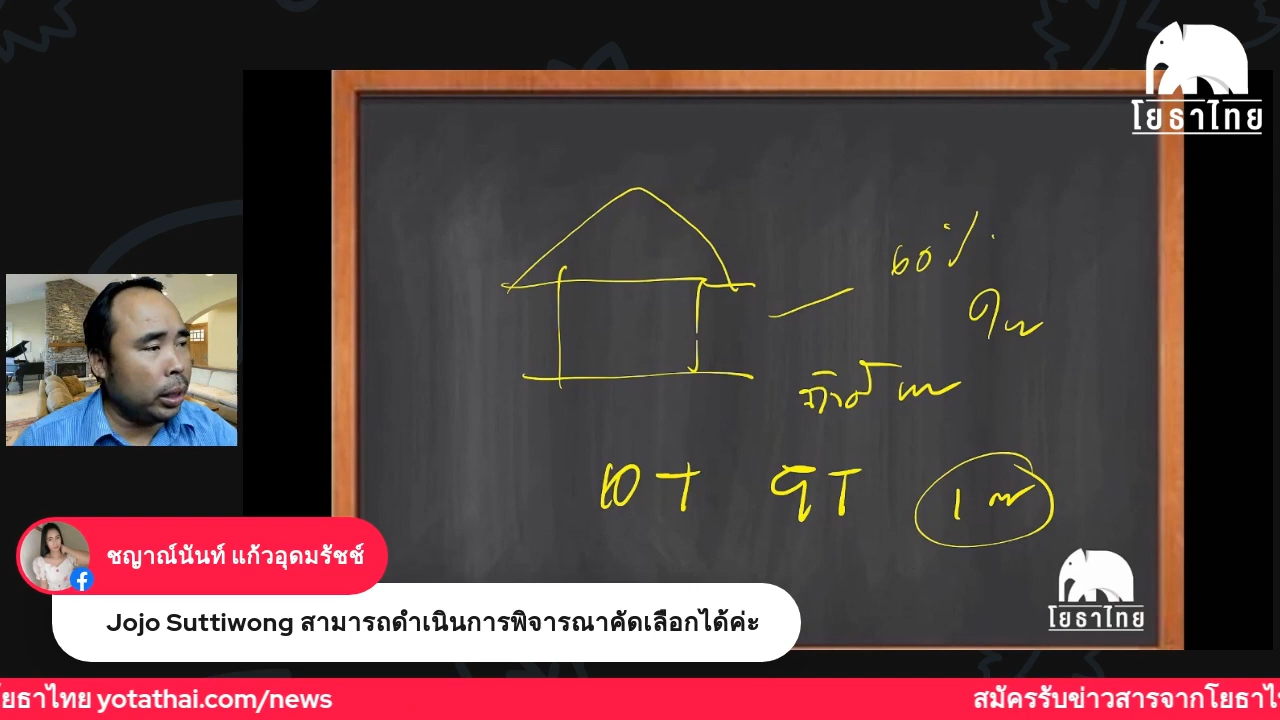 โยธาไทย
60%
10 T
9 T
1
โยธาไทย
ชญาณ์นันท์ แก้วอุดมรัชช์
Jojo Suttiwong สามารถดำเนินการพิจารณาคัดเลือกได้ค่ะ
โยธาไทย yotathai.com/news
สมัครรับข่าวสารจากโยธาไ